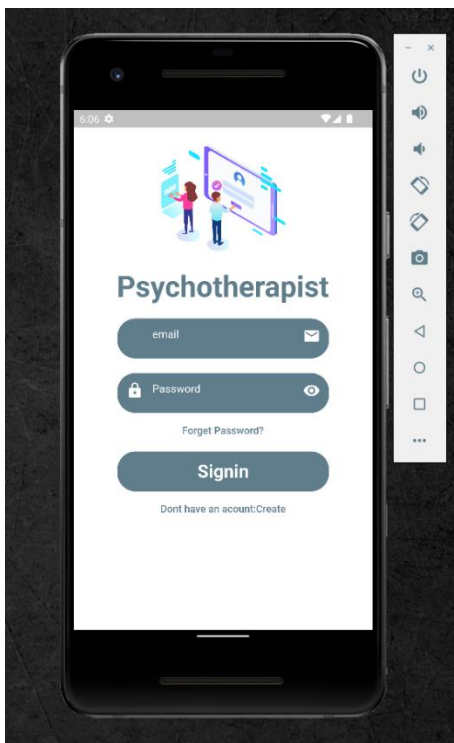 6:06
Psychotherapist
email
Password
Forget Password?
Signin
Dont have an acount:Create